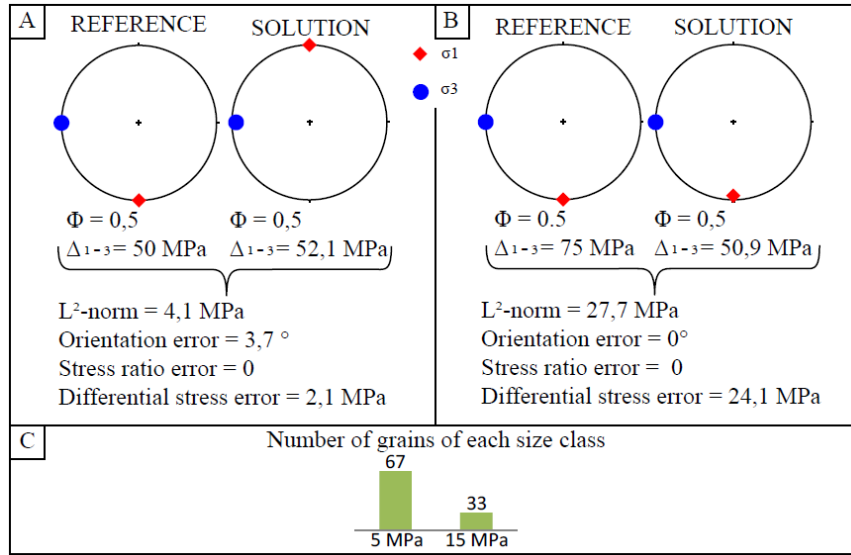 A
REFERENCE
SOLUTION
Φ = 0,5
Φ = 0,5
Δ₁₋₃= 50 MPa
Δ₁₋₃= 52,1 MPa
L²-norm = 4,1 MPa
Orientation error = 3,7 °
Stress ratio error = 0
Differential stress error = 2,1 MPa
σ1
σ3
B
REFERENCE
SOLUTION
Φ = 0.5
Φ = 0,5
Δ₁₋₃= 75 MPa
Δ₁₋₃= 50,9 MPa
L²-norm = 27,7 MPa
Orientation error = 0°
Stress ratio error = 0
Differential stress error = 24,1 MPa
C
Number of grains of each size class
67
33
5 MPa
15 MPa